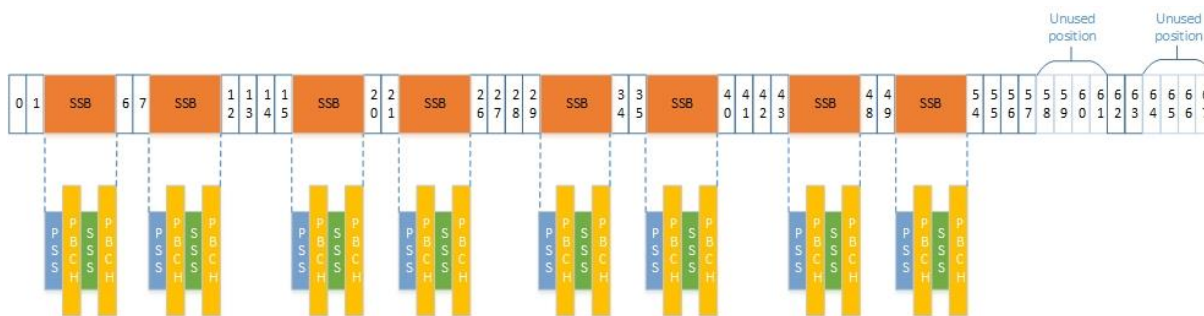 Unused
position
Unused
position
0 1 SSB 6 7 SSB 12 13 14 15 SSB 20 21 SSB 26 27 28 29 SSB 34 35 SSB 40 41 42 43 SSB 48 49 SSB 54 55 56 57 58 59 60 61 62 63 64 65 66
PSS PBCH SSS PBCH PSS PBCH SSS PBCH PSS PBCH SSS PBCH PSS PBCH SSS PBCH PSS PBCH SSS PBCH PSS PBCH SSS PBCH PSS PBCH SSS PBCH PSS PBCH SSS PBCH